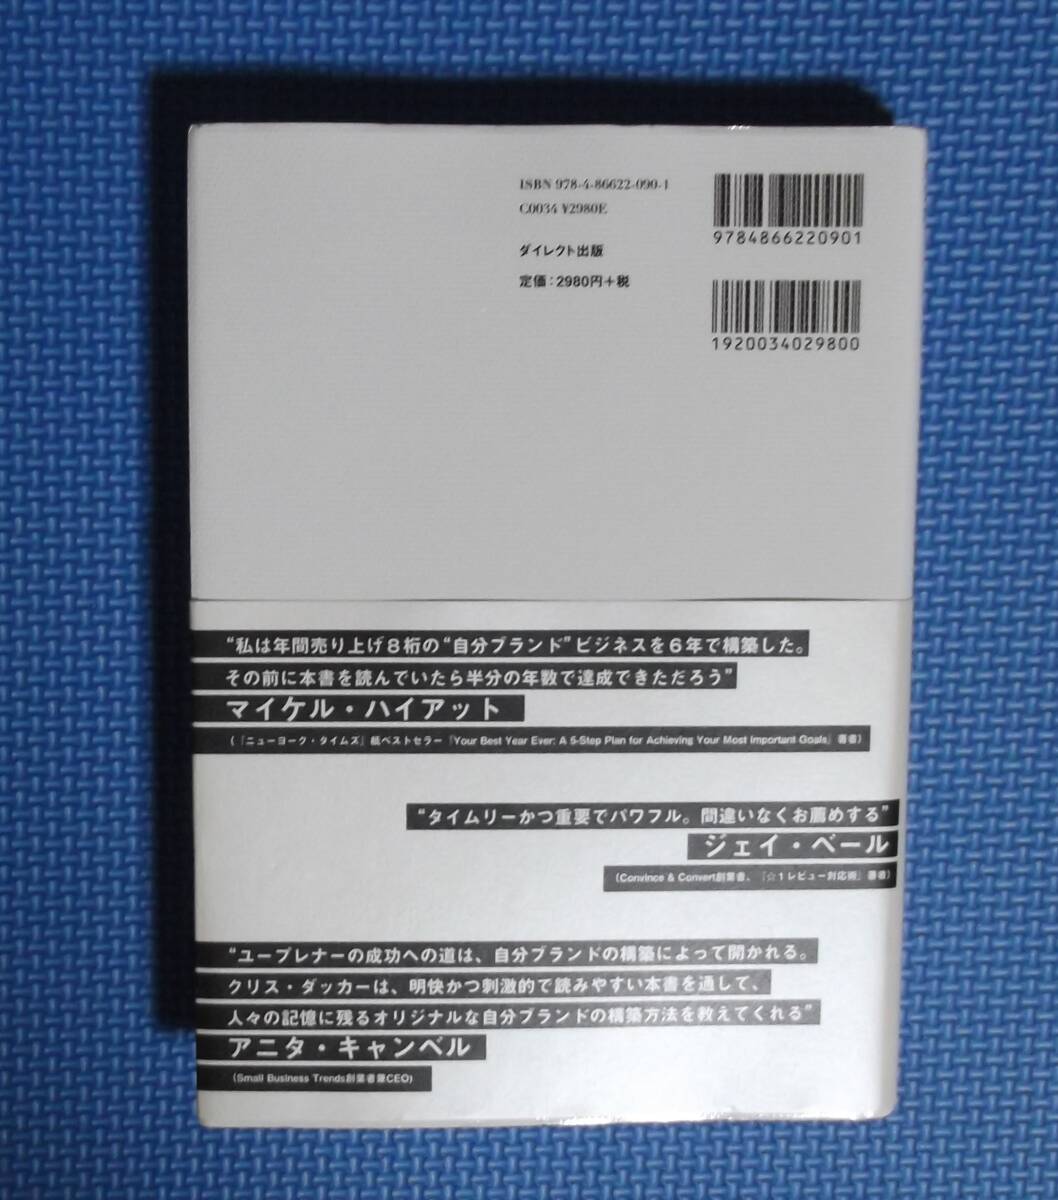 ISBN 978-4-86622-090-1
C0034 ¥2980E
ダイレクト出版
定価：2980円＋税
9784866220901
1920034029800
“私は年間売り上げ８桁の“自分ブランド”ビジネスを６年で構築した。
その前に本書を読んでいたら半分の年数で達成できただろう”
マイケル・ハイアット
（『ニューヨーク・タイムズ』紙ベストセラー『Your Best Year Ever: A 5-Step Plan for Achieving Your Most Important Goals』著者）
“タイムリーかつ重要でパワフル。間違いなくお薦めする”
ジェイ・ベール
（Convince & Convert創業者、『☆１レビュー対応術』著者）
“ユープレナーの成功への道は、自分ブランドの構築によって開かれる。
クリス・ダッカーは、明快かつ刺激的で読みやすい本書を通して、
人々の記憶に残るオリジナルな自分ブランドの構築方法を教えてくれる”
アニタ・キャンベル
（Small Business Trends創業者兼CEO）